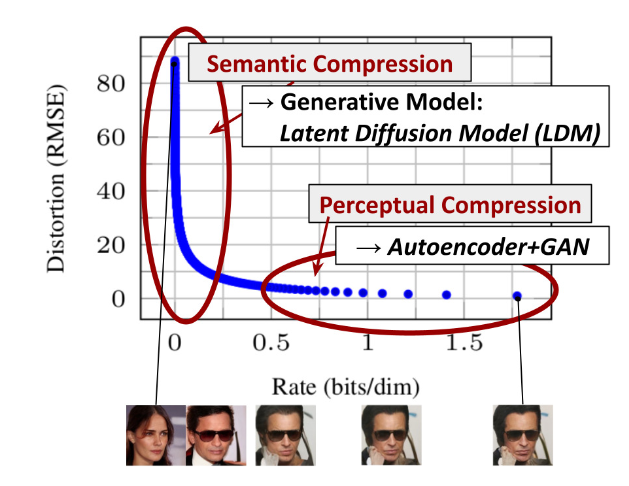 Semantic Compression
→ Generative Model:
Latent Diffusion Model (LDM)
Perceptual Compression
→ Autoencoder+GAN
Distortion (RMSE)
80
60
40
20
0
0 0.5 1 1.5
Rate (bits/dim)